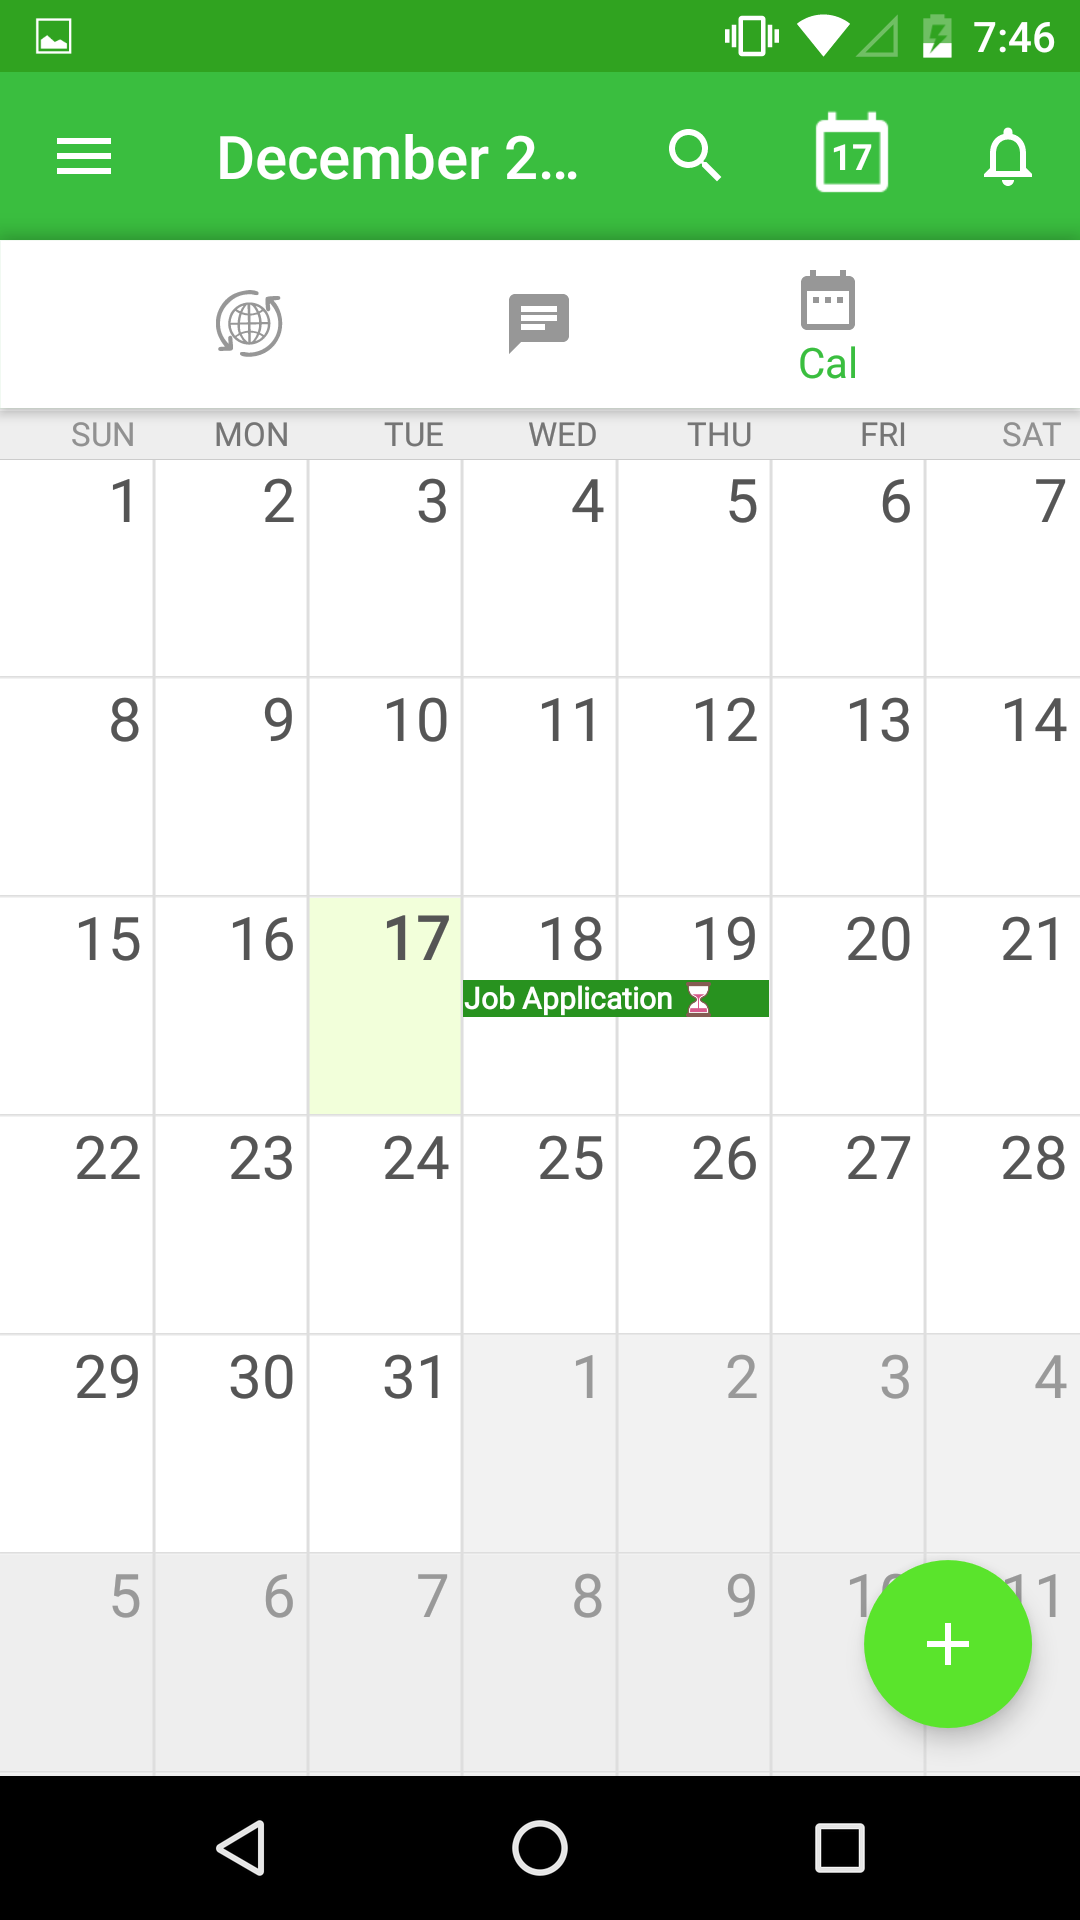 7:46
December 2...
17
Cal
SUN MON TUE WED THU FRI SAT
1 2 3 4 5 6 7
8 9 10 11 12 13 14
15 16 17 18 19 20 21
Job Application ⏳
22 23 24 25 26 27 28
29 30 31 1 2 3 4
5 6 7 8 9 10 11
+